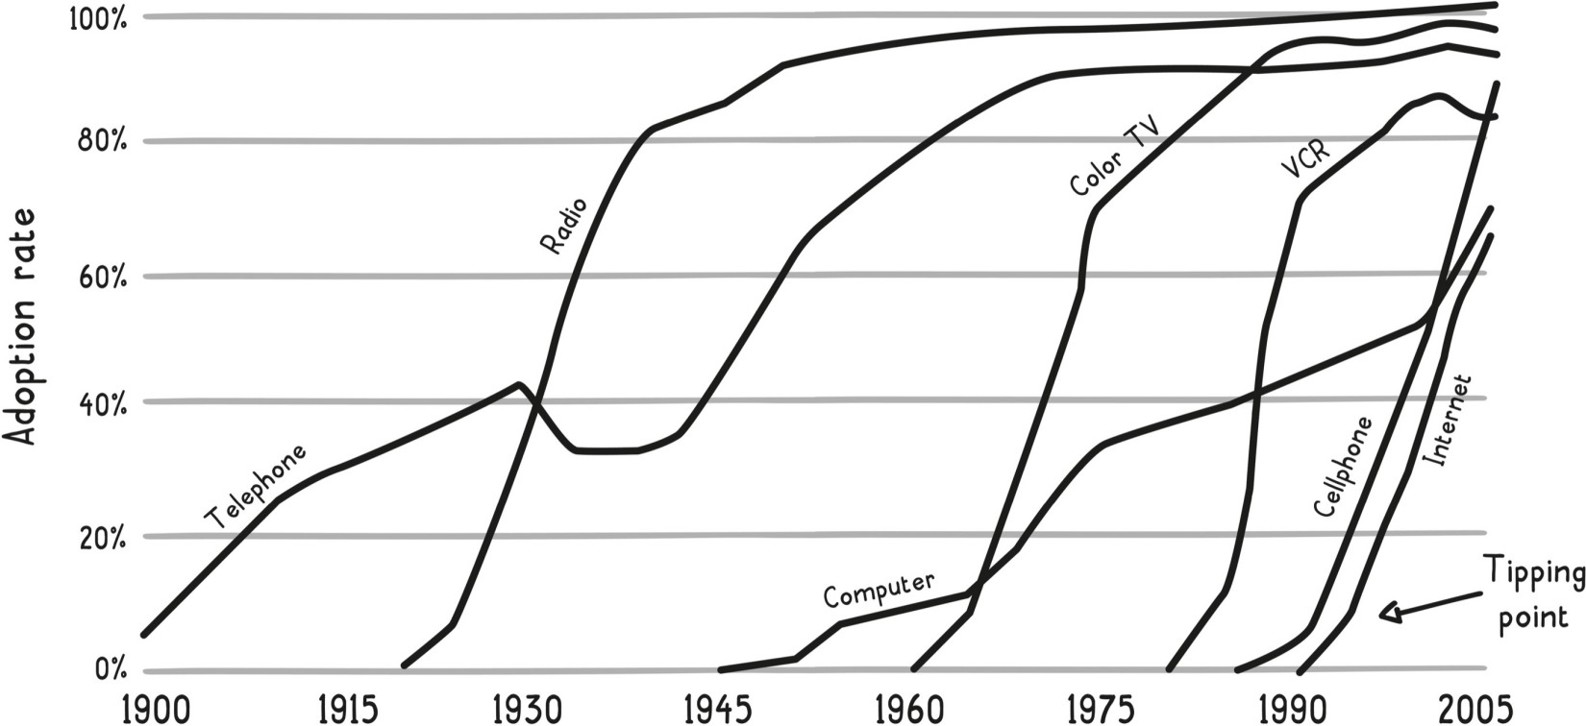 100%
80%
60%
40%
20%
0%
Adoption rate
Telephone
Radio
Computer
Color TV
VCR
Cellphone
Internet
Tipping
point
1900 1915 1930 1945 1960 1975 1990 2005